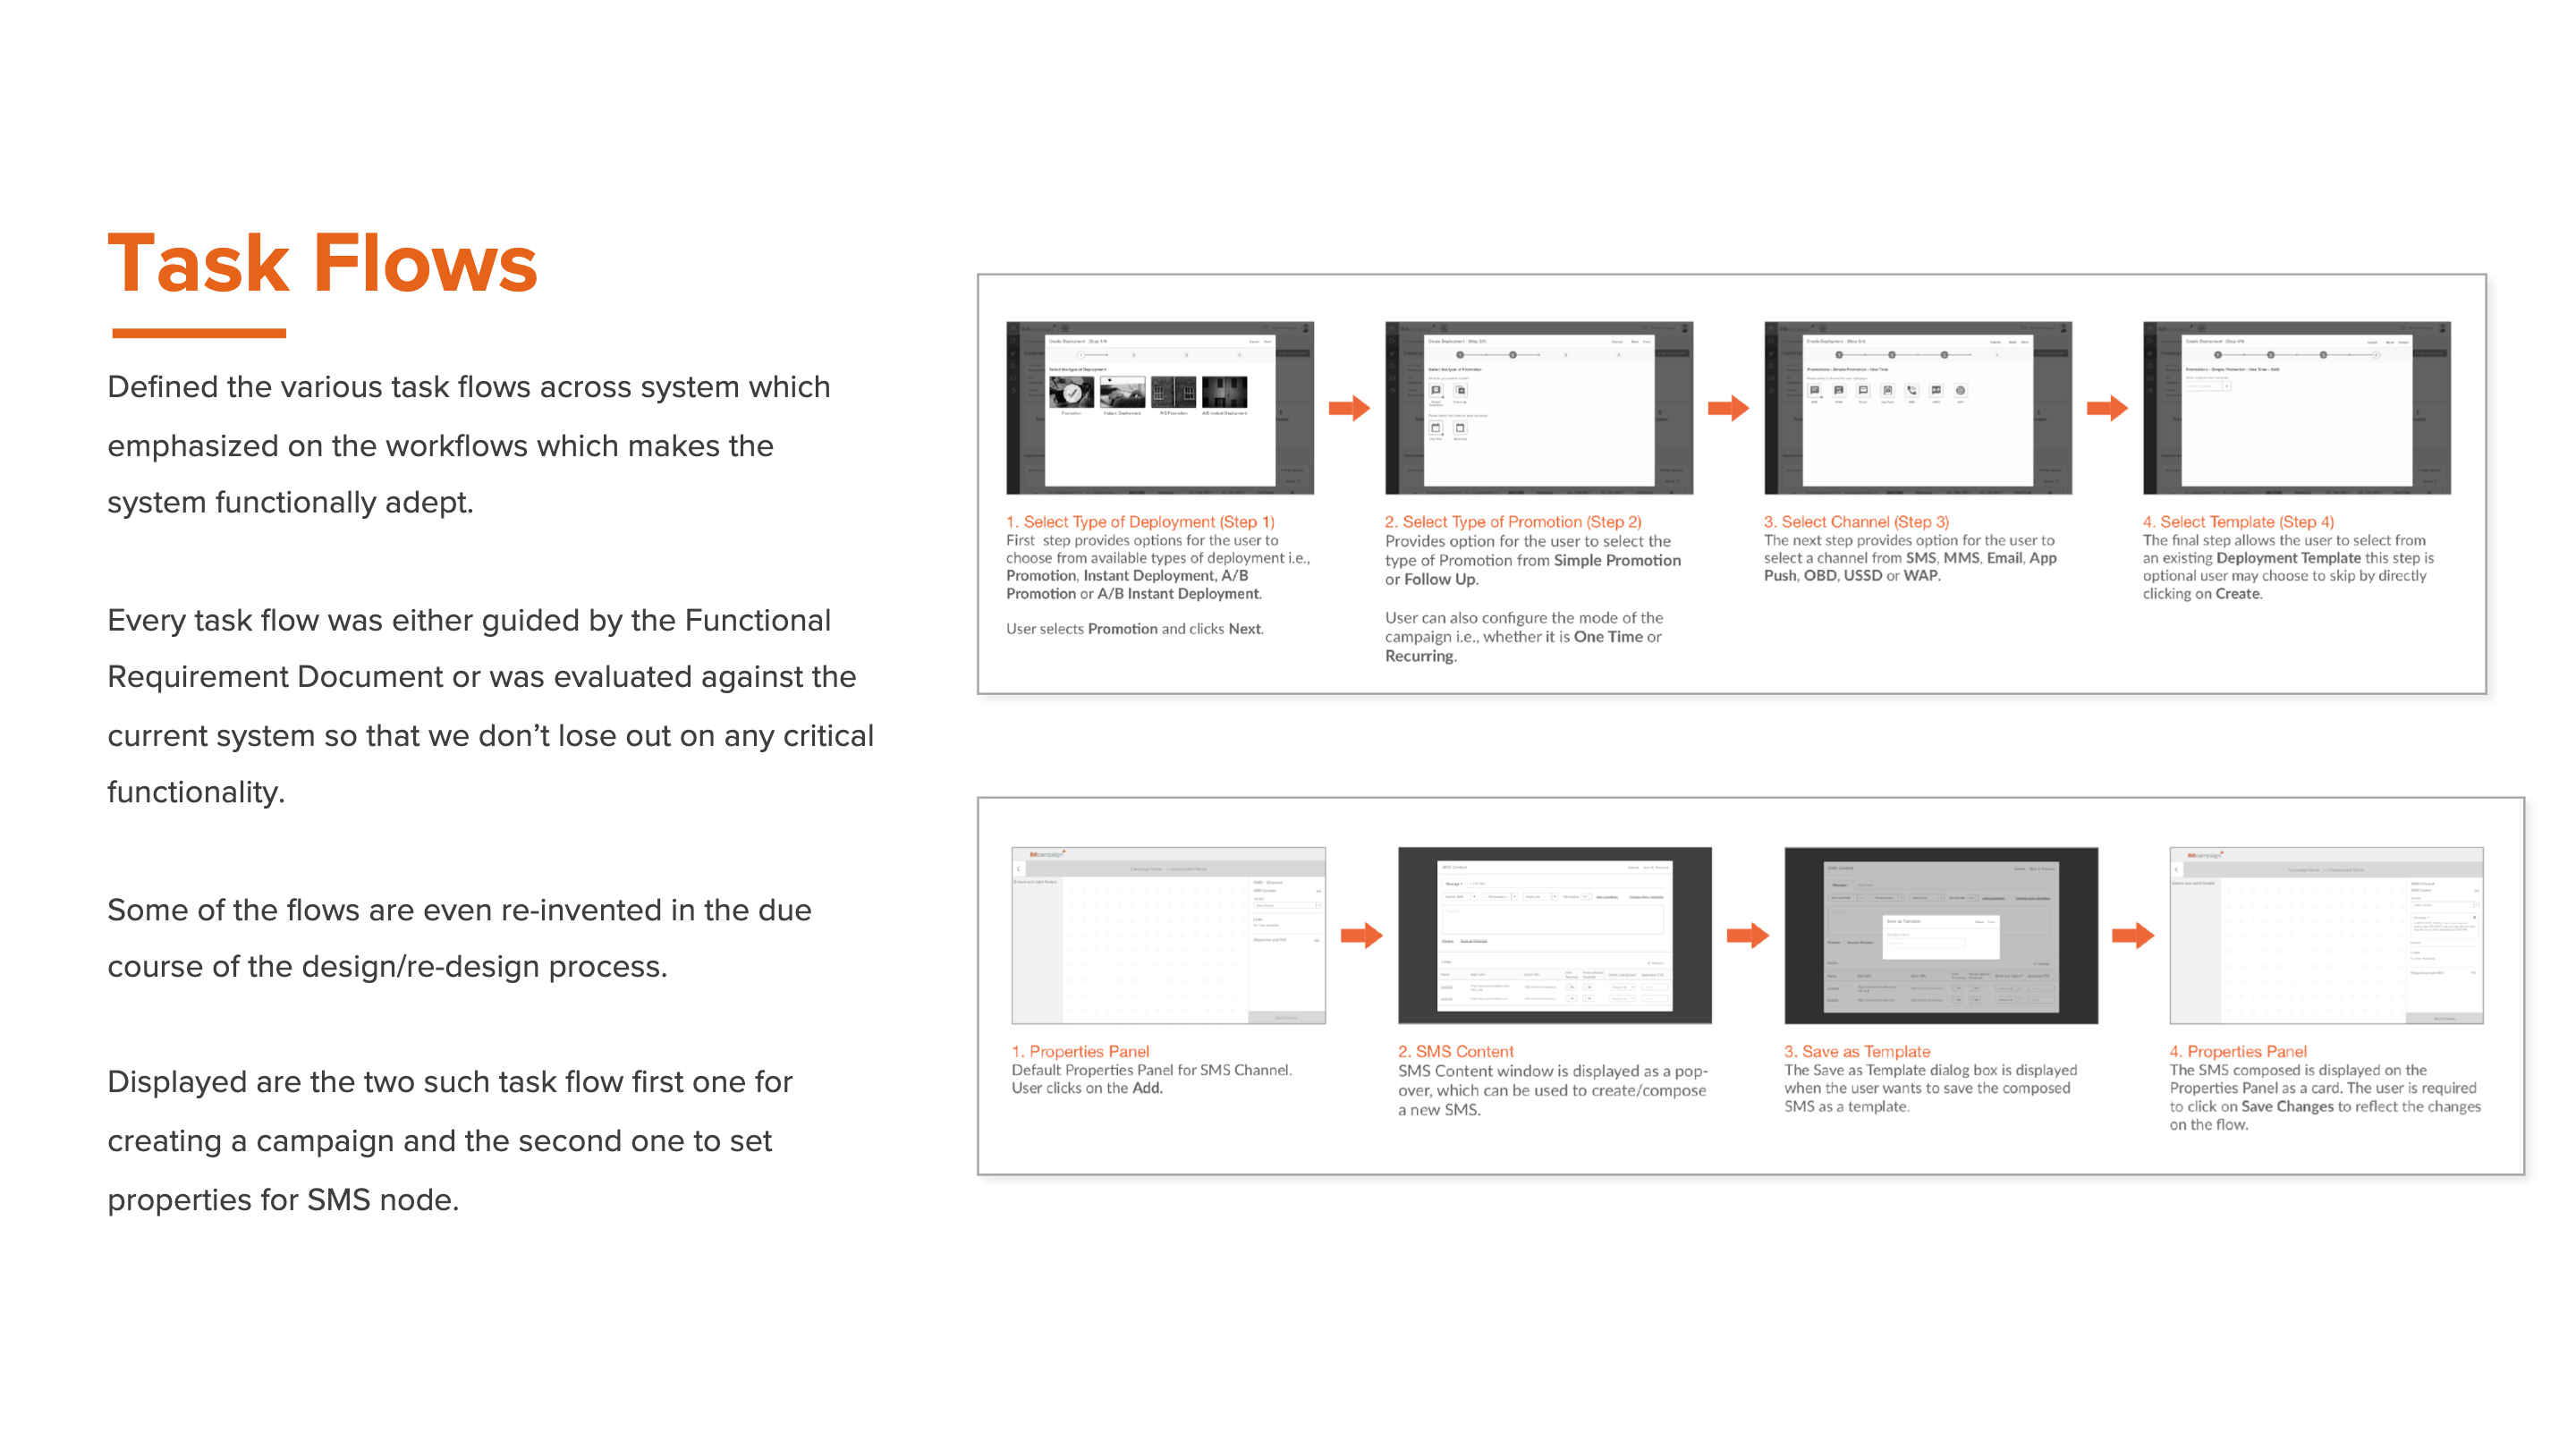 Task Flows
Defined the various task flows across system which
emphasized on the workflows which makes the
system functionally adept.
Every task flow was either guided by the Functional
Requirement Document or was evaluated against the
current system so that we don’t lose out on any critical
functionality.
Some of the flows are even re-invented in the due
course of the design/re-design process.
Displayed are the two such task flow first one for
creating a campaign and the second one to set
properties for SMS node.
1. Select Type of Deployment (Step 1)
First step provides options for the user to
choose from available types of deployment i.e.,
Promotion, Instant Deployment, A/B
Promotion or A/B Instant Deployment.
User selects Promotion and clicks Next.
2. Select Type of Promotion (Step 2)
Provides option for the user to select the
type of Promotion from Simple Promotion
or Follow Up.
User can also configure the mode of the
campaign i.e., whether it is One Time or
Recurring.
3. Select Channel (Step 3)
The next step provides option for the user to
select a channel from SMS, MMS, Email, App
Push, OBD, USSD or WAP.
4. Select Template (Step 4)
The final step allows the user to select from
an existing Deployment Template this step is
optional user may choose to skip by directly
clicking on Create.
1. Properties Panel
Default Properties Panel for SMS Channel.
User clicks on the Add.
2. SMS Content
SMS Content window is displayed as a pop-
over, which can be used to create/compose
a new SMS.
3. Save as Template
The Save as Template dialog box is displayed
when the user wants to save the composed
SMS as a template.
4. Properties Panel
The SMS composed is displayed on the
Properties Panel as a card. The user is required
to click on Save Changes to reflect the changes
on the flow.